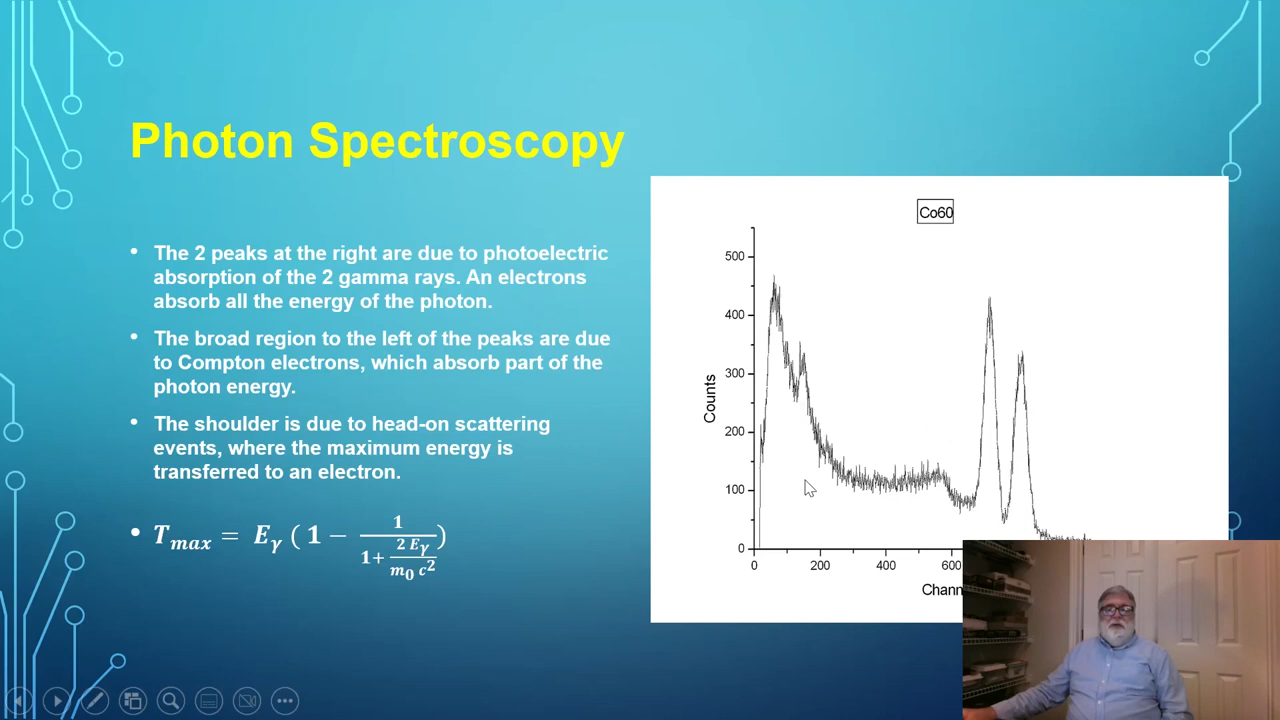 Photon Spectroscopy
• The 2 peaks at the right are due to photoelectric
absorption of the 2 gamma rays. An electrons
absorb all the energy of the photon.
• The broad region to the left of the peaks are due
to Compton electrons, which absorb part of the
photon energy.
• The shoulder is due to head-on scattering
events, where the maximum energy is
transferred to an electron.
• T_max = E_γ ( 1 − 1 / (1 + 2 E_γ / m_0 c^2) )
Co60
500
400
300
200
100
0
Counts
0 200 400 600
Chann